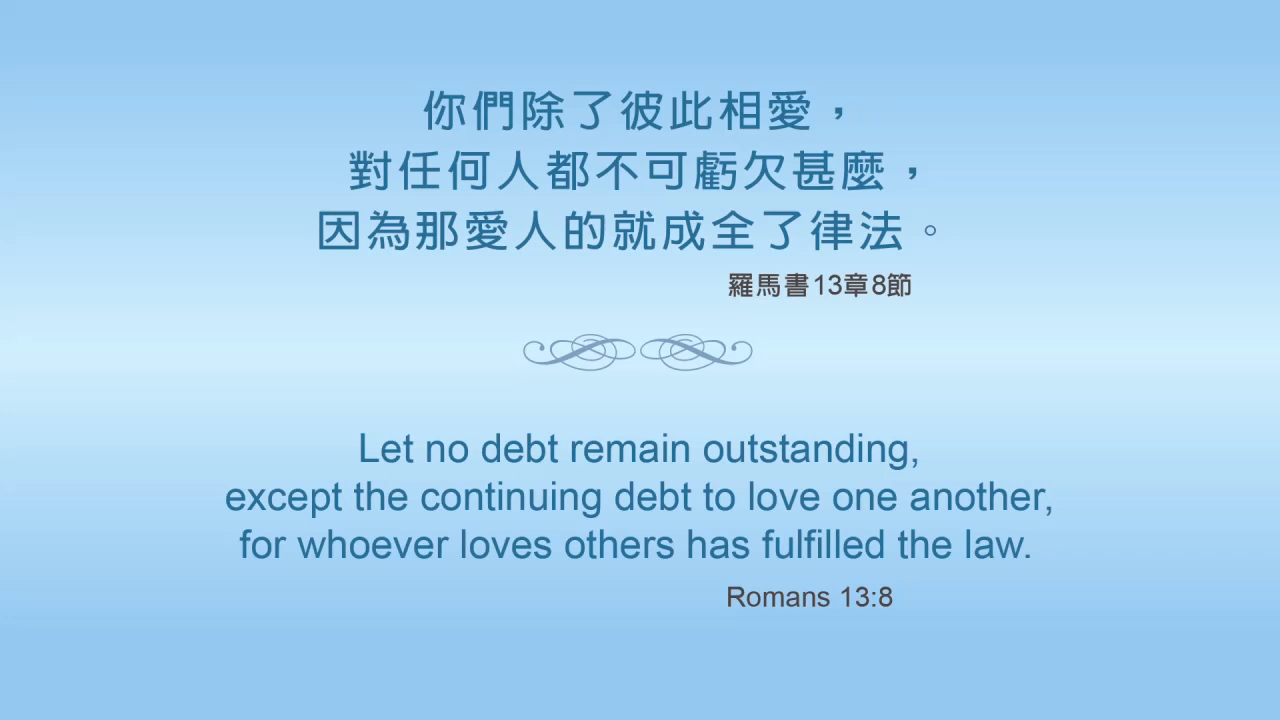 你們除了彼此相愛，
對任何人都不可虧欠甚麼，
因為那愛人的就成全了律法。
羅馬書13章8節
Let no debt remain outstanding,
except the continuing debt to love one another,
for whoever loves others has fulfilled the law.
Romans 13:8